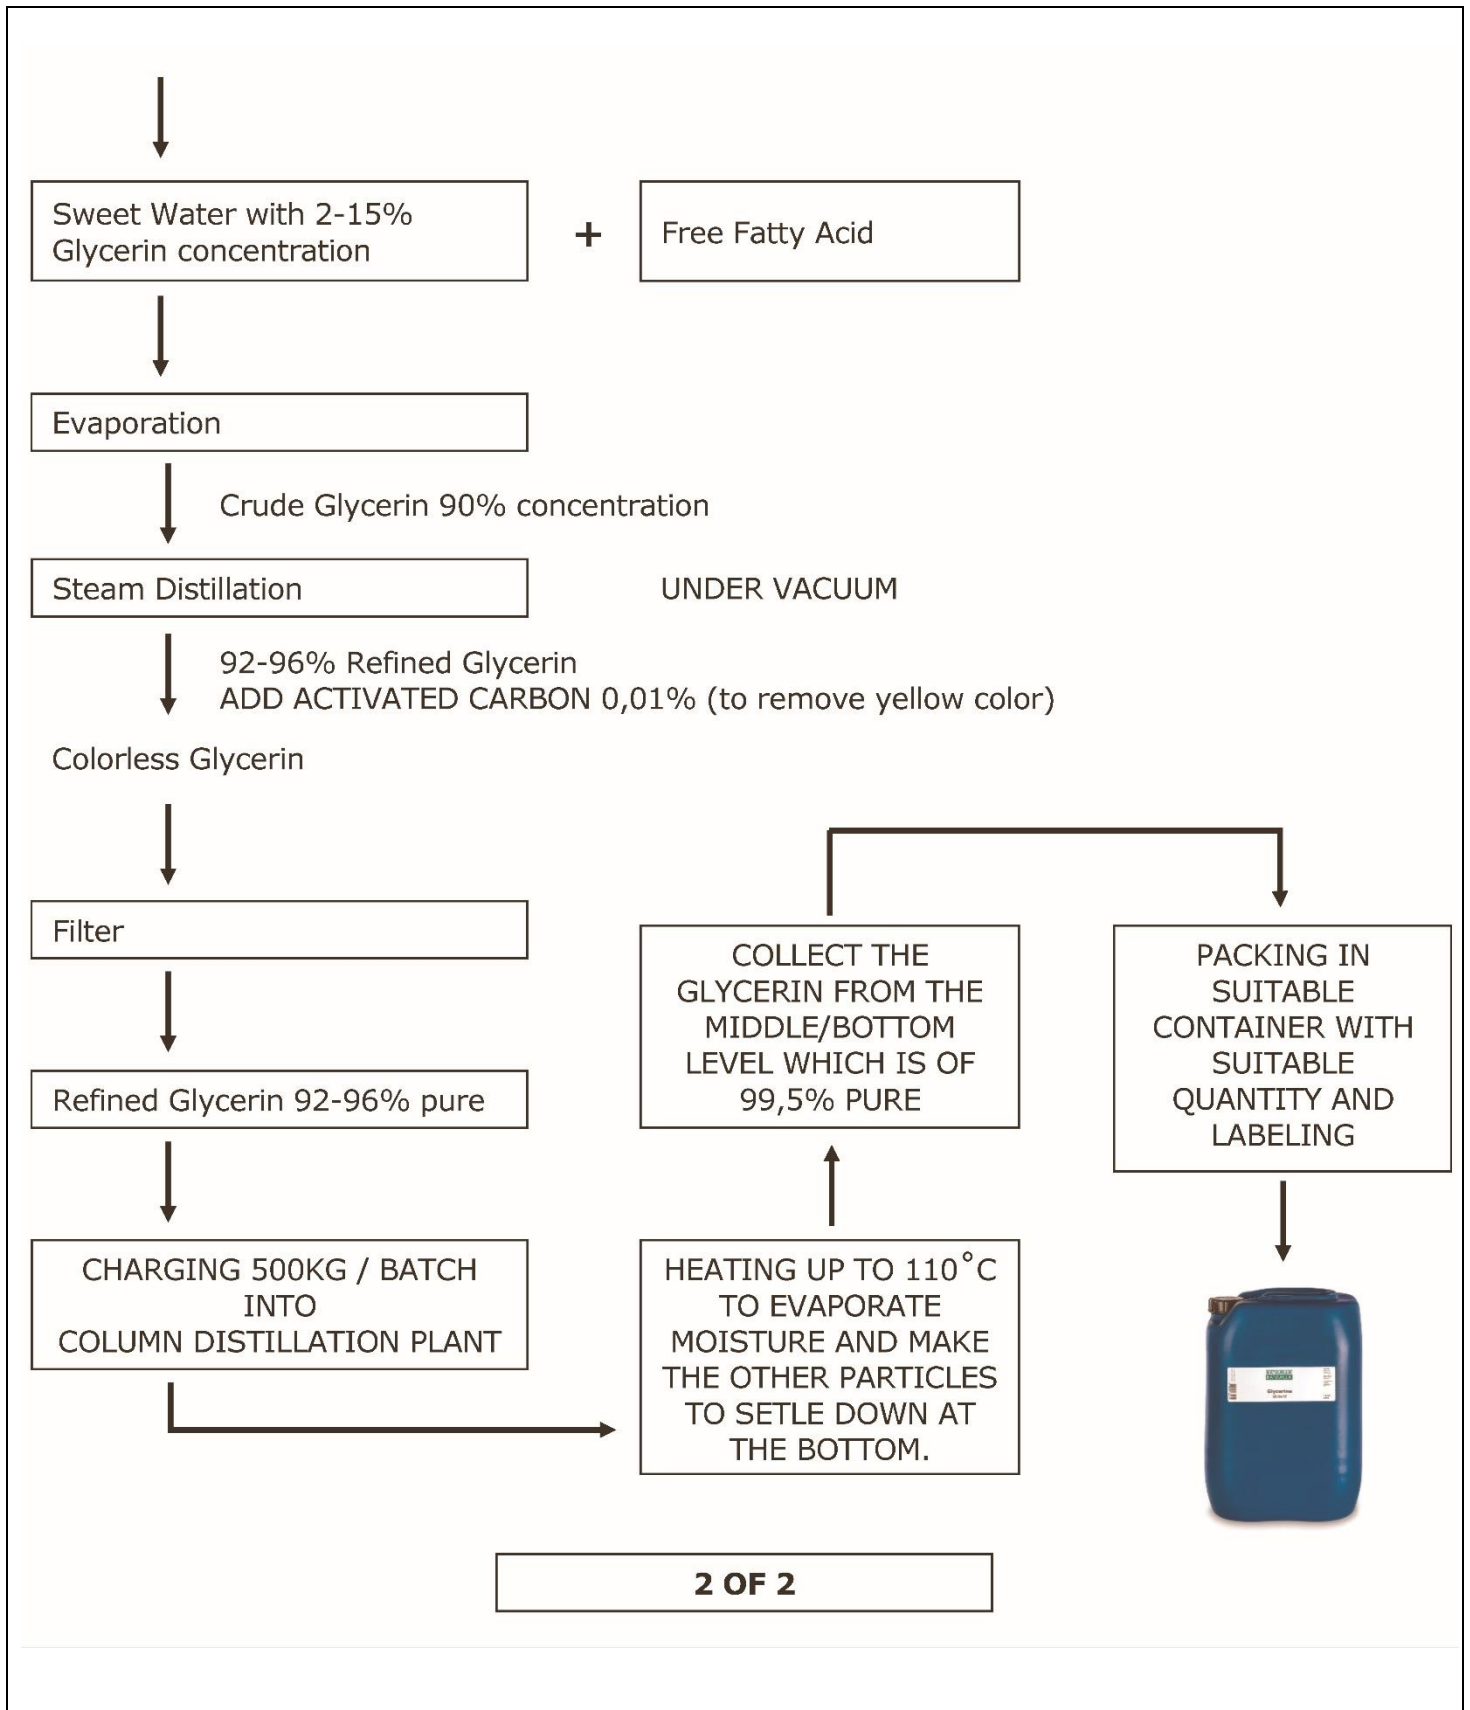 Sweet Water with 2-15%
Glycerin concentration
+
Free Fatty Acid
Evaporation
Crude Glycerin 90% concentration
Steam Distillation
UNDER VACUUM
92-96% Refined Glycerin
ADD ACTIVATED CARBON 0,01% (to remove yellow color)
Colorless Glycerin
Filter
Refined Glycerin 92-96% pure
CHARGING 500KG / BATCH
INTO
COLUMN DISTILLATION PLANT
HEATING UP TO 110°C
TO EVAPORATE
MOISTURE AND MAKE
THE OTHER PARTICLES
TO SETLE DOWN AT
THE BOTTOM.
COLLECT THE
GLYCERIN FROM THE
MIDDLE/BOTTOM
LEVEL WHICH IS OF
99,5% PURE
PACKING IN
SUITABLE
CONTAINER WITH
SUITABLE
QUANTITY AND
LABELING
Glycerine
2 OF 2